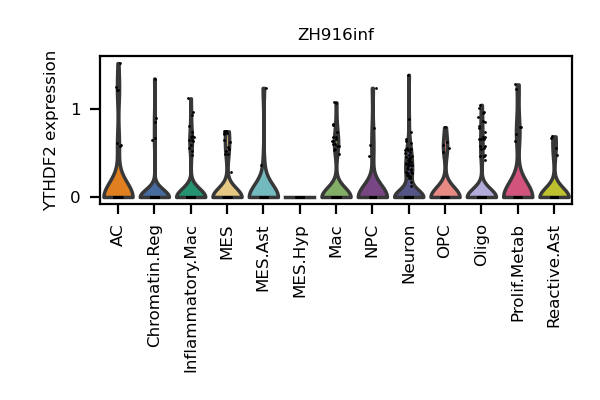 ZH916inf
YTHDF2 expression
1
0
AC
Chromatin.Reg
Inflammatory.Mac
MES
MES.Ast
MES.Hyp
Mac
NPC
Neuron
OPC
Oligo
Prolif.Metab
Reactive.Ast